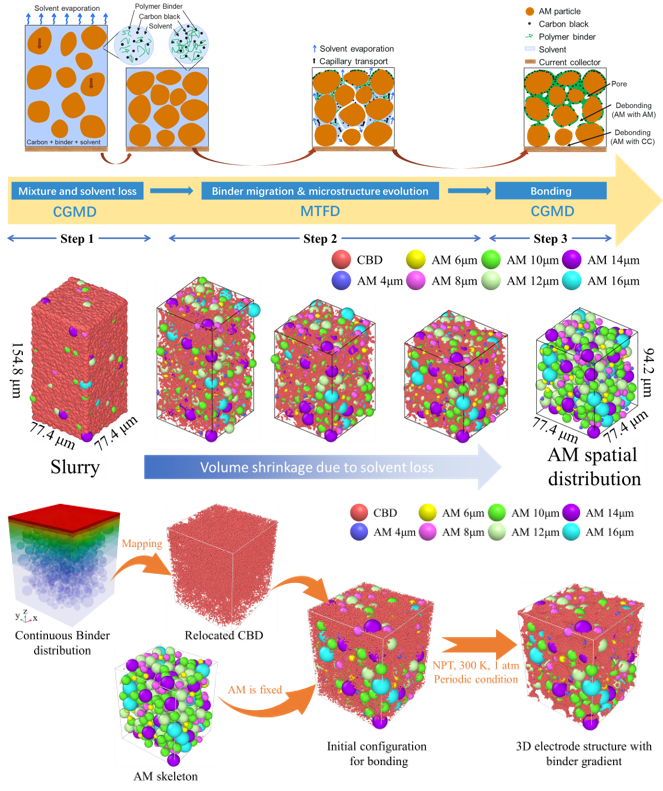 Solvent evaporation
Polymer Binder
Carbon black
Solvent
Carbon + binder + solvent
Solvent evaporation
Capillary transport
AM particle
Carbon black
Polymer binder
Solvent
Current collector
Pore
Debonding
(AM with AM)
Debonding
(AM with CC)
Mixture and solvent loss
Binder migration & microstructure evolution
Bonding
CGMD
MTFD
CGMD
Step 1
Step 2
Step 3
CBD
AM 6μm
AM 10μm
AM 14μm
AM 4μm
AM 8μm
AM 12μm
AM 16μm
154.8 μm
77.4 μm
77.4 μm
94.2 μm
77.4 μm
77.4 μm
Slurry
Volume shrinkage due to solvent loss
AM spatial
distribution
CBD
AM 6μm
AM 10μm
AM 14μm
AM 4μm
AM 8μm
AM 12μm
AM 16μm
Mapping
y
z
x
Continuous Binder
distribution
Relocated CBD
AM is fixed
AM skeleton
Initial configuration
for bonding
NPT, 300 K, 1 atm
Periodic condition
3D electrode structure with
binder gradient